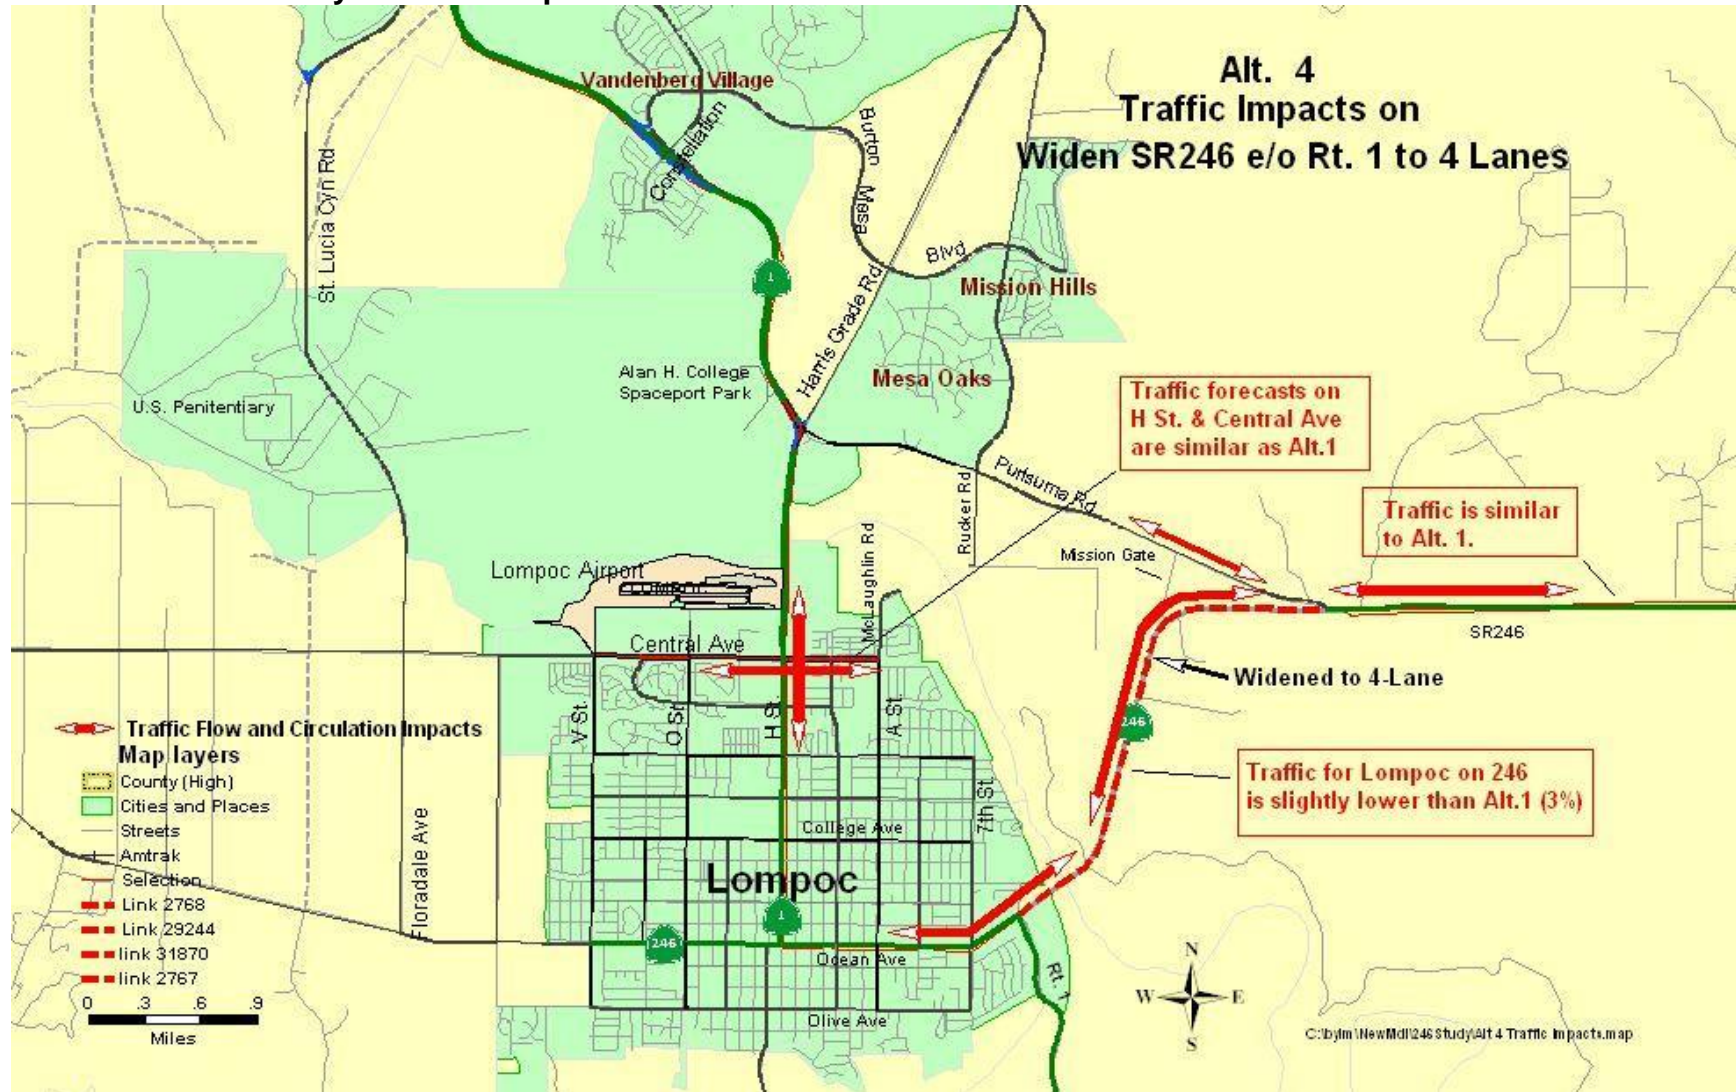 Alt. 4
Traffic Impacts on
Widen SR246 e/o Rt. 1 to 4 Lanes
Vandenberg Village
Constellation
Burton Mesa Blvd
St. Lucia Cyn Rd
1
Harris Grade Rd
Mission Hills
Mesa Oaks
Alan H. College
Spaceport Park
U.S. Penitentiary
Traffic forecasts on
H St. & Central Ave
are similar as Alt.1
Purisuma Rd
Rucker Rd
Traffic is similar
to Alt. 1.
Mission Gate
McLaughlin Rd
Lompoc Airport
Central Ave
SR246
Widened to 4-Lane
246
V St.
O St.
H St.
A St.
7th St.
Traffic for Lompoc on 246
is slightly lower than Alt.1 (3%)
College Ave
Lompoc
Floradale Ave
1
246
Ocean Ave
Rt. 1
Olive Ave
Traffic Flow and Circulation Impacts
Map layers
County (High)
Cities and Places
Streets
Amtrak
Selection
Link 2768
Link 29244
link 31870
link 2767
0 .3 .6 .9
Miles
N
W E
S
C:\bylm\NewMdl\246Study\Alt 4 Traffic Impacts.map